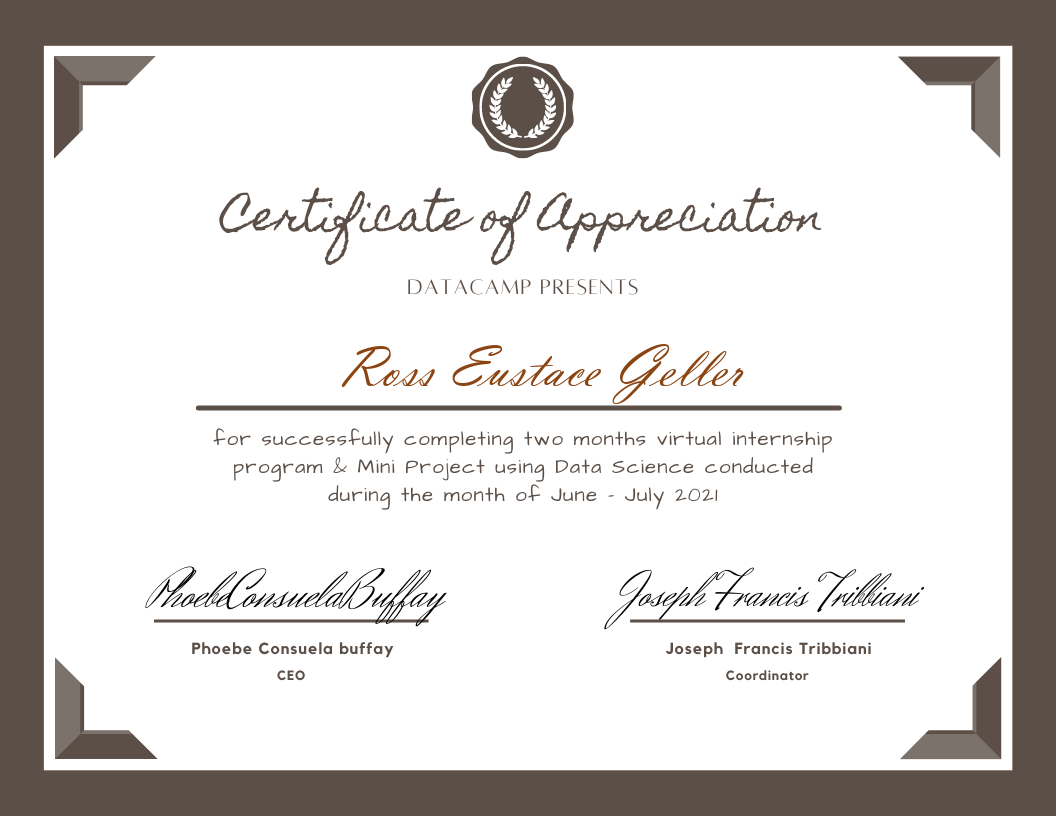 Certificate of Appreciation
DATACAMP PRESENTS
Ross Eustace Geller
for successfully completing two months virtual internship
program & Mini Project using Data Science conducted
during the month of June - July 2021
PhoebeConsuelaBuffay
Joseph Francis Tribbiani
Phoebe Consuela buffay
Joseph Francis Tribbiani
CEO
Coordinator